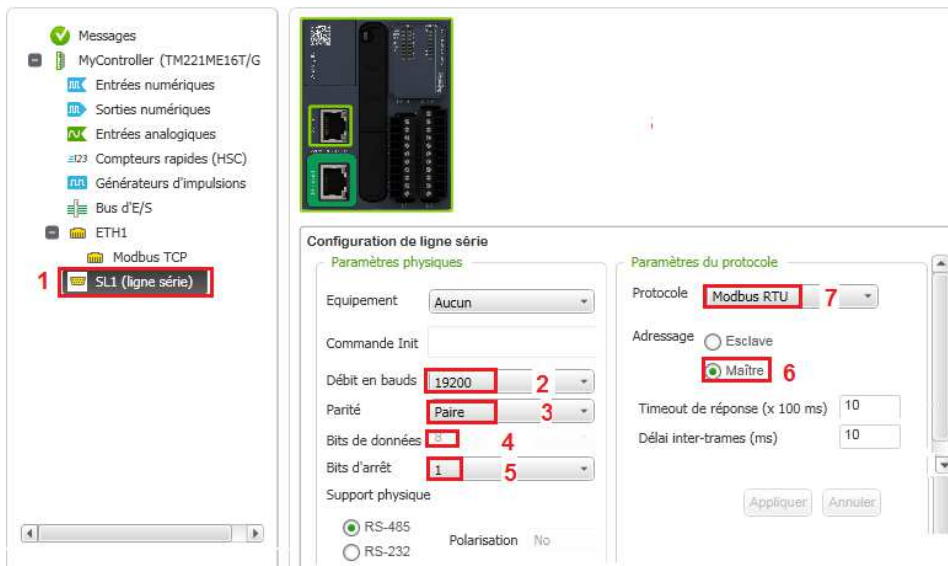 Messages
MyController (TM221ME16T/G
Entrées numériques
Sorties numériques
Entrées analogiques
Compteurs rapides (HSC)
Générateurs d'impulsions
Bus d'E/S
ETH1
Modbus TCP
1 SL1 (ligne série)
Configuration de ligne série
Paramètres physiques
Equipement Aucun
Commande Init
Débit en bauds 19200 2
Parité Paire 3
Bits de données 8 4
Bits d'arrêt 1 5
Support physique
RS-485
RS-232
Polarisation No
Paramètres du protocole
Protocole Modbus RTU 7
Adressage Esclave
Maître 6
Timeout de réponse (x 100 ms) 10
Délai inter-trames (ms) 10
Appliquer Annuler